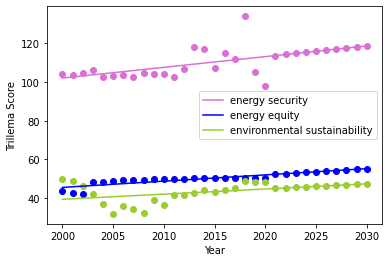 120
100
80
60
40
Trillema Score
energy security
energy equity
environmental sustainability
2000 2005 2010 2015 2020 2025 2030
Year